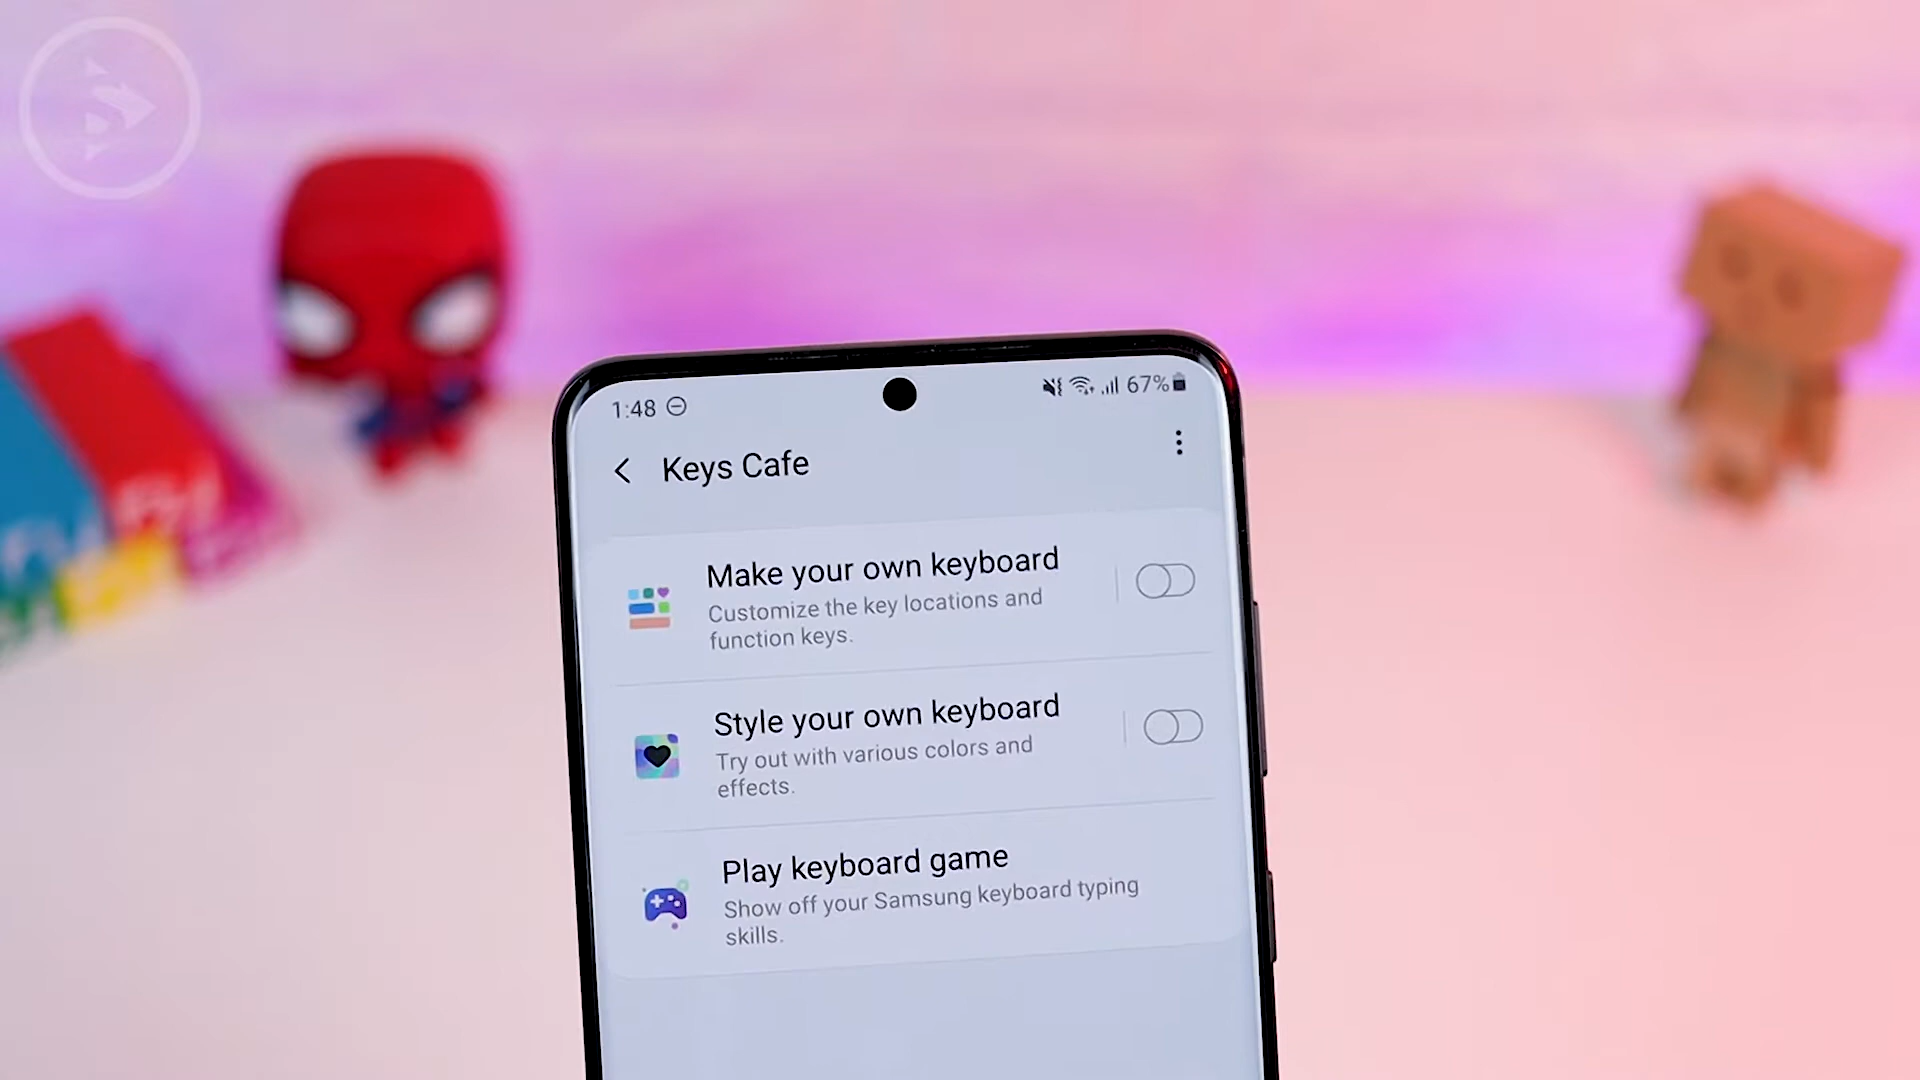 1:48
67%
Keys Cafe
Make your own keyboard
Customize the key locations and
function keys.
Style your own keyboard
Try out with various colors and
effects.
Play keyboard game
Show off your Samsung keyboard typing
skills.